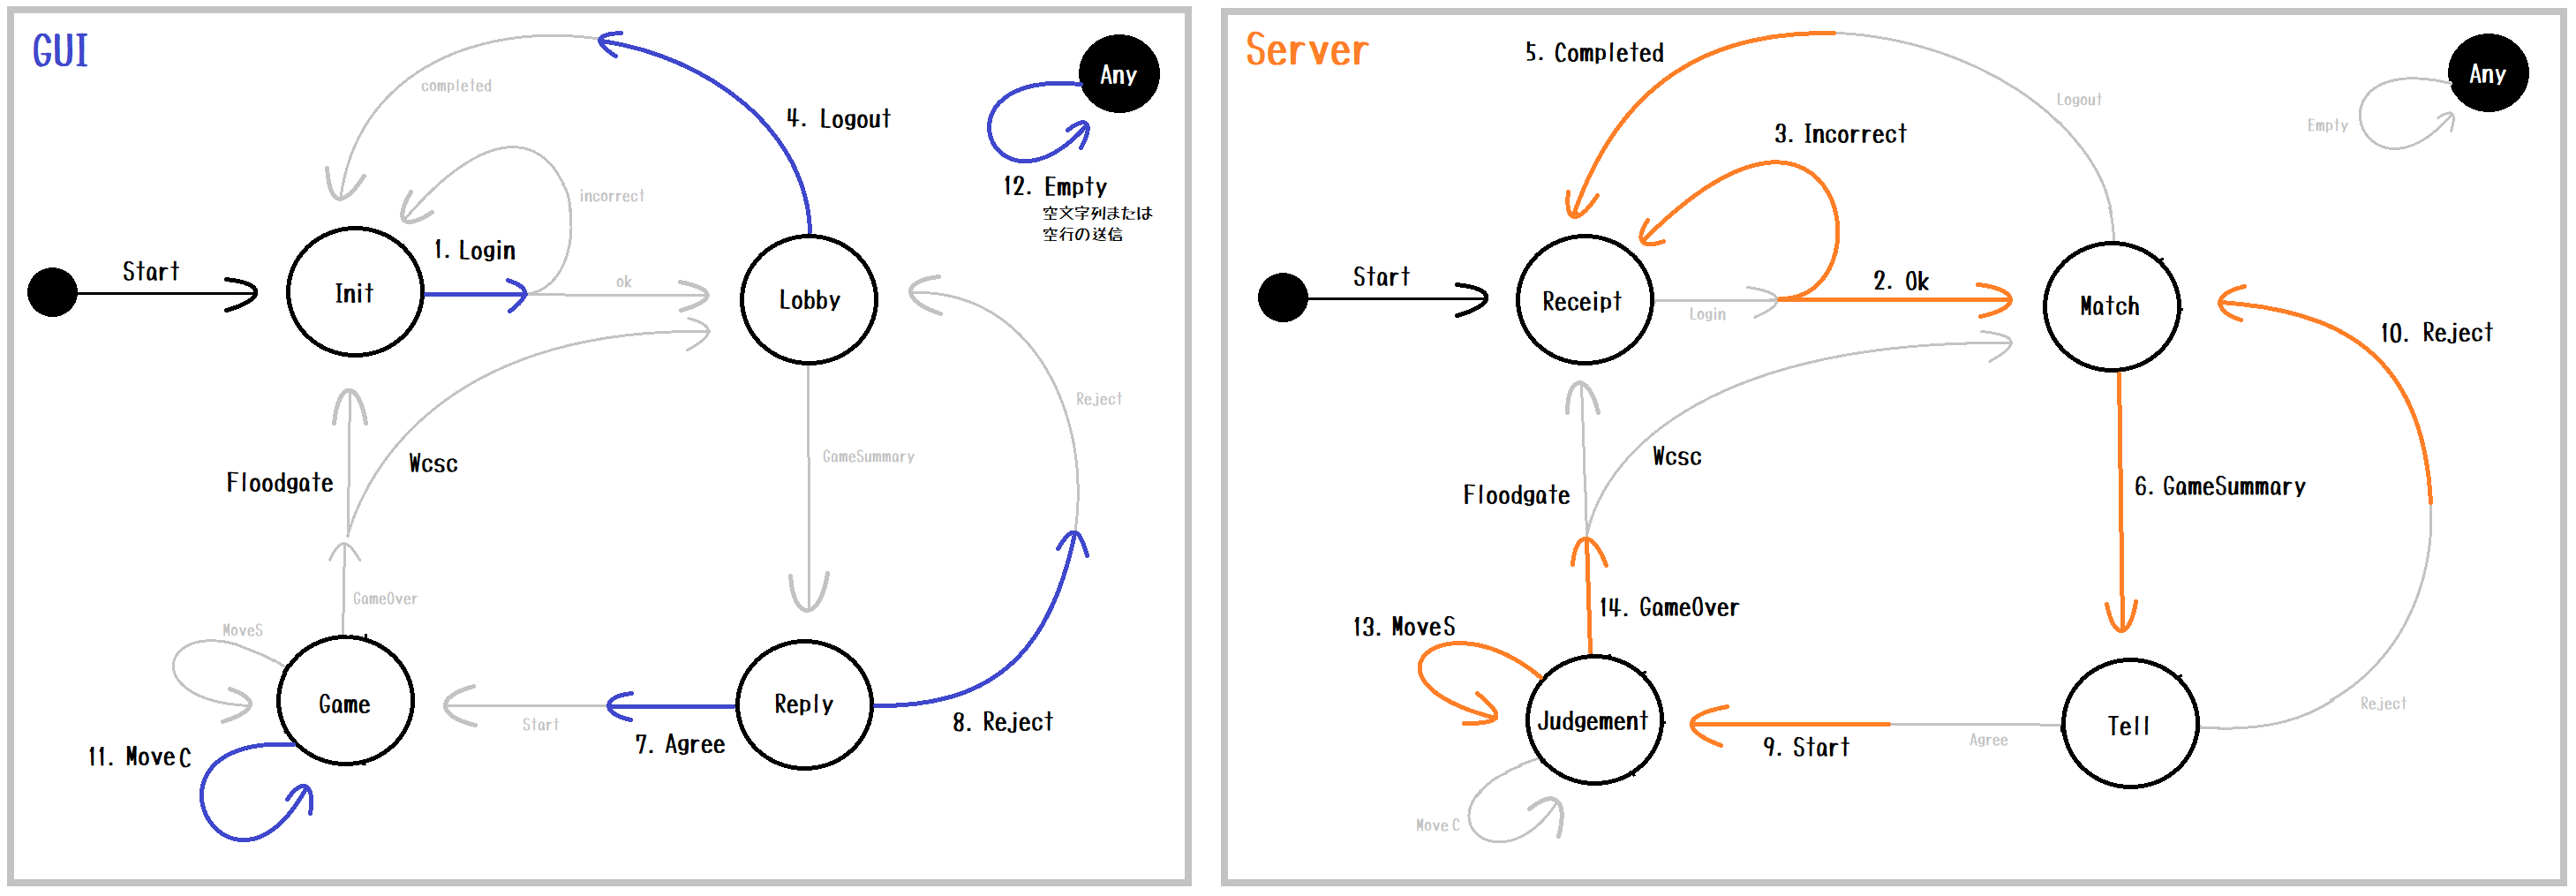 GUI
completed
4. Logout
Any
12. Empty
空文字列または
空行の送信
incorrect
1. Login
Start
Init
ok
Lobby
Reject
GameSummary
Wcsc
Floodgate
GameOver
MoveS
Game
Start
7. Agree
Reply
8. Reject
11. MoveC
Server
5. Completed
Logout
Any
Empty
3. Incorrect
Start
Receipt
Login
2. Ok
Match
10. Reject
Wcsc
6. GameSummary
Floodgate
14. GameOver
13. MoveS
Judgement
9. Start
Agree
Tell
Reject
MoveC